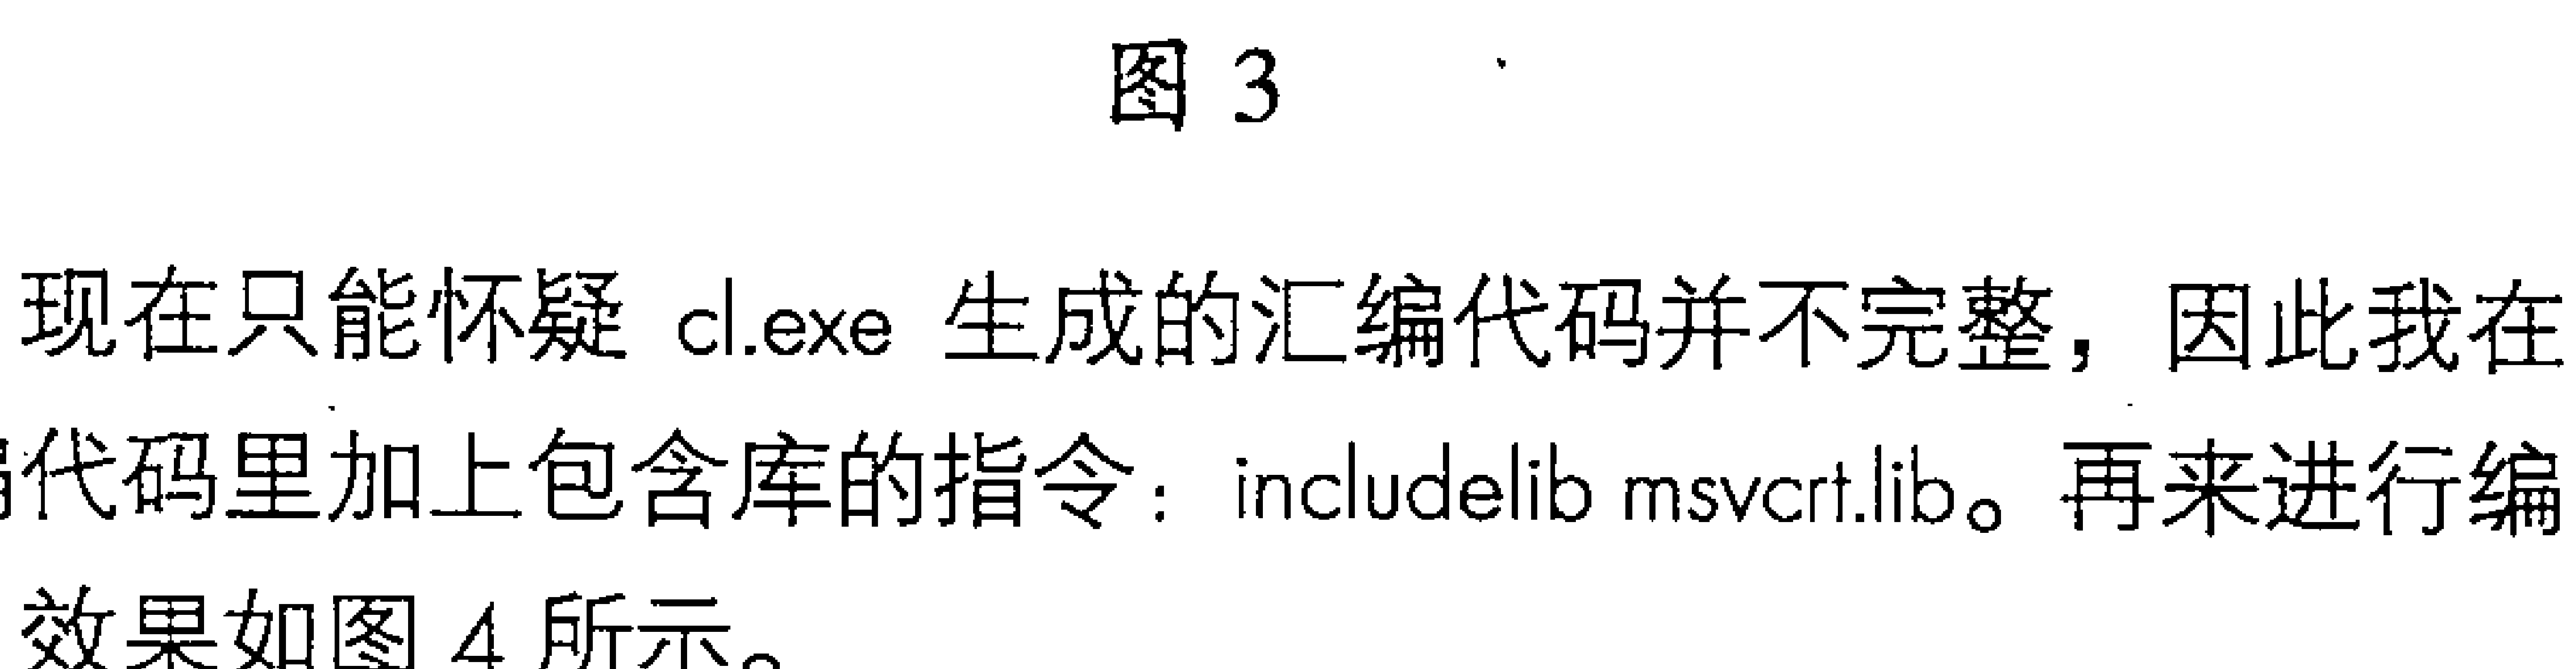 图 3
现在只能怀疑 cl.exe 生成的汇编代码并不完整，因此我在
代码里加上包含库的指令：includelib msvcrt.lib。再来进行编
效果如图 4 所示。